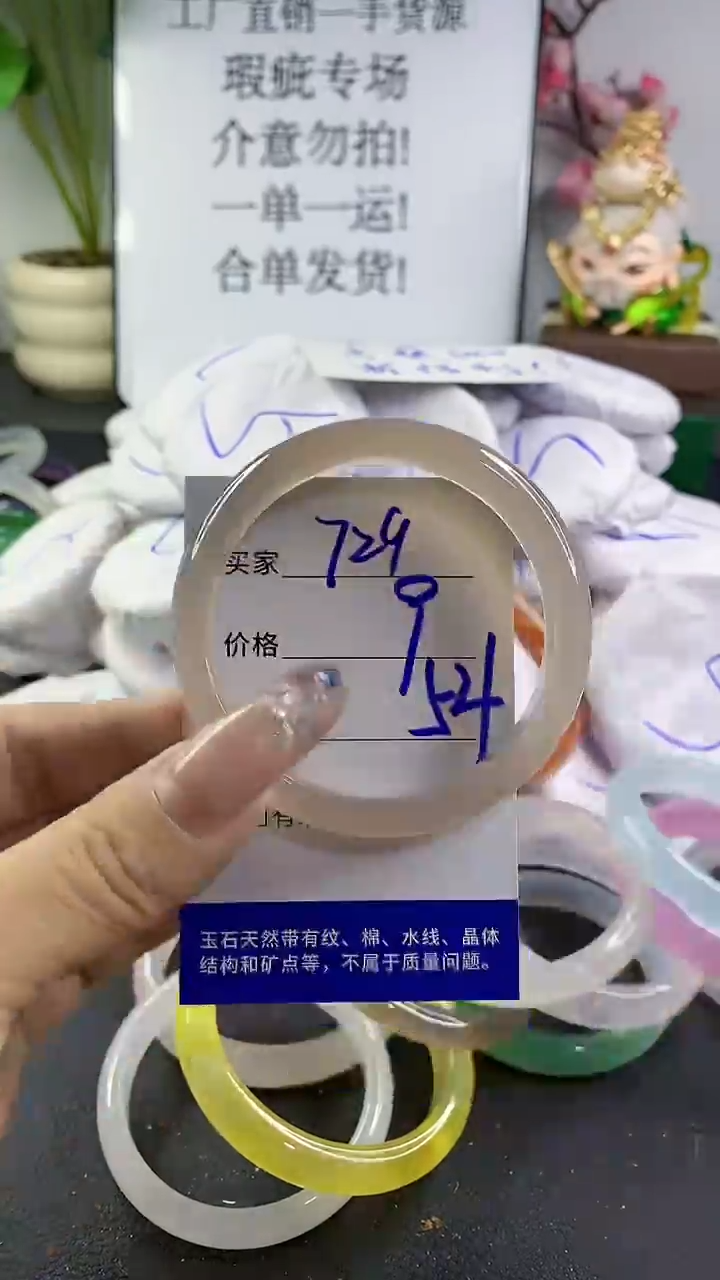 工厂直销一手货源
瑕疵专场
介意勿拍!
一单一运!
合单发货!
买家 729
价格 9
54
玉石天然带有纹、棉、水线、晶体
结构和矿点等，不属于质量问题。